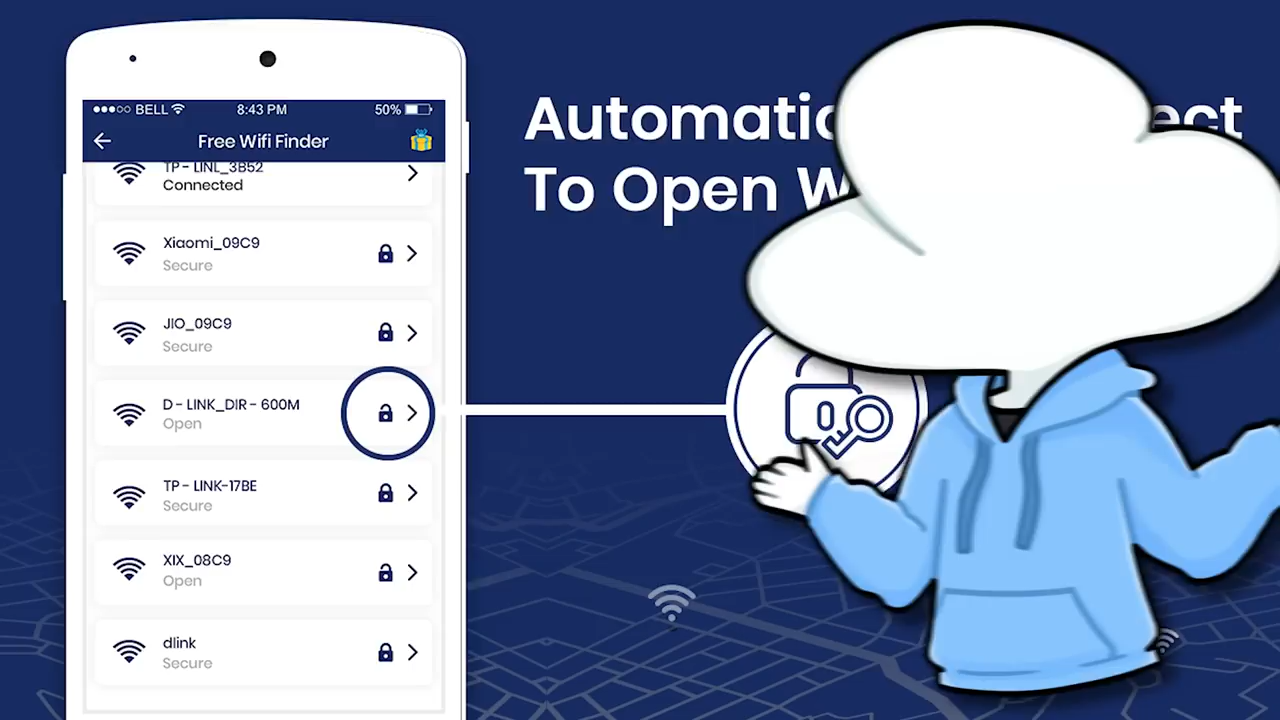 BELL 8:43 PM 50%
Free Wifi Finder
TP - LINL_3B52
Connected
Xiaomi_09C9
Secure
JIO_09C9
Secure
D - LINK_DIR - 600M
Open
TP - LINK-17BE
Secure
XIX_08C9
Open
dlink
Secure
To Open